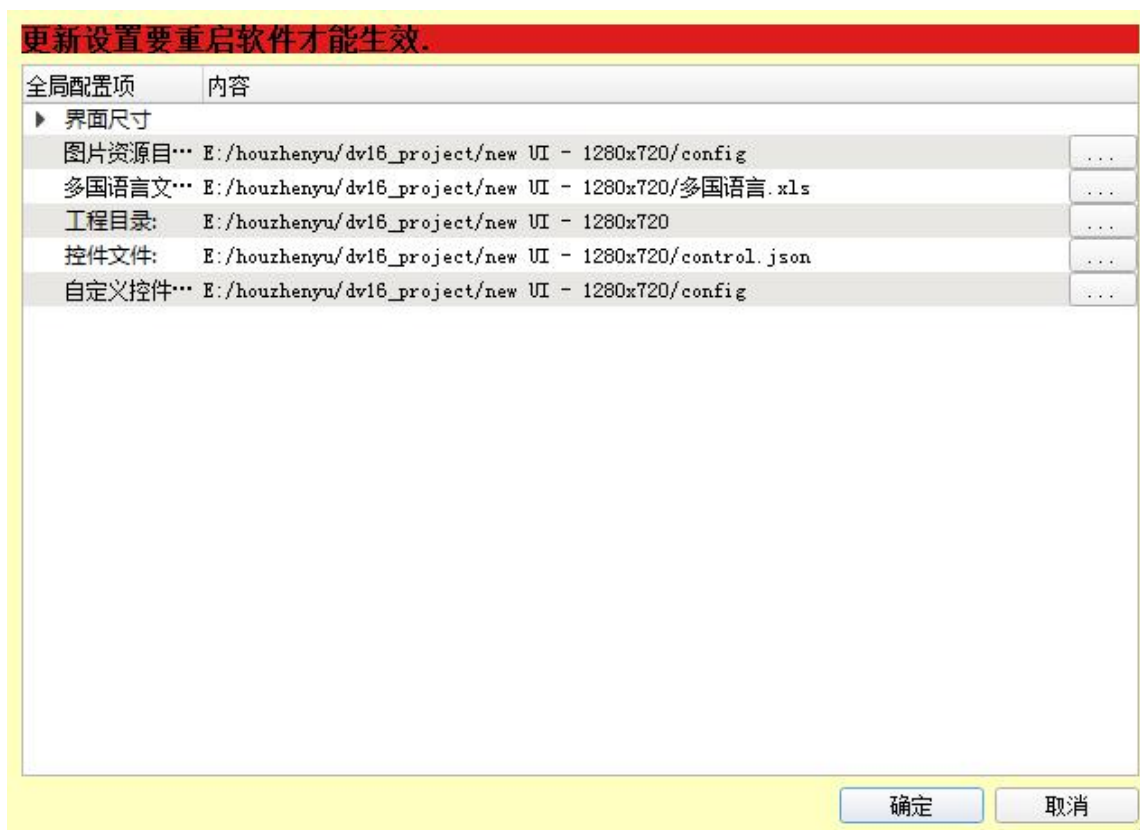 更新设置要重启软件才能生效.
全局配置项 内容
界面尺寸
图片资源目··· E:/houzhenyu/dv16_project/new UI - 1280x720/config ...
多国语言文··· E:/houzhenyu/dv16_project/new UI - 1280x720/多国语言.xls ...
工程目录: E:/houzhenyu/dv16_project/new UI - 1280x720 ...
控件文件: E:/houzhenyu/dv16_project/new UI - 1280x720/control.json ...
自定义控件··· E:/houzhenyu/dv16_project/new UI - 1280x720/config ...
确定 取消